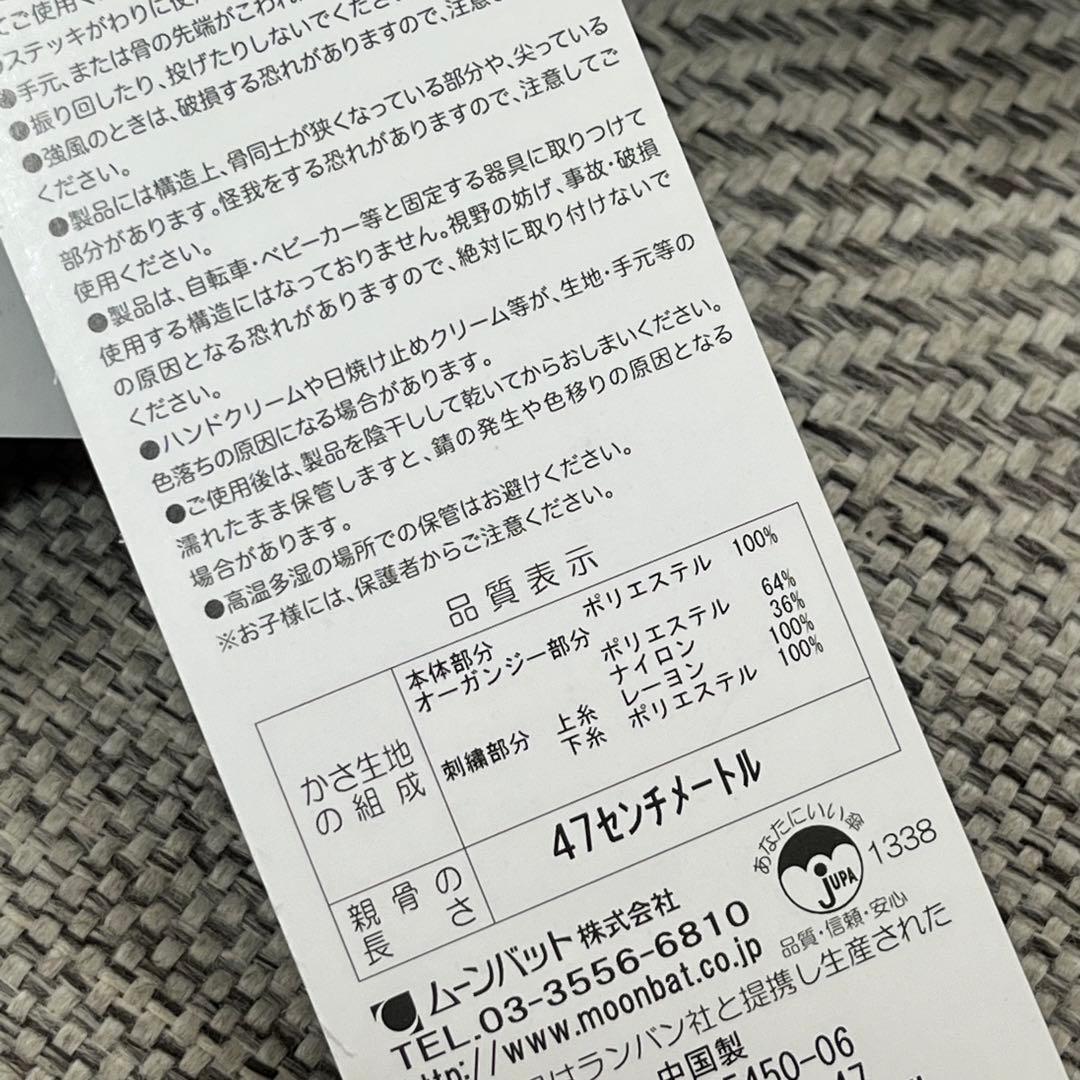 てご使用く
ステッキがわりに使
●手元、または骨の先端がこわれ
振り回したり、投げたりしないでくださ
●強風のときは、破損する恐れがありますので、注意し
ください。
●製品には構造上、骨同士が狭くなっている部分や、尖っている
部分があります。怪我をする恐れがありますので、注意してご
使用ください。
●製品は、自転車・ベビーカー等と固定する器具に取りつけて
使用する構造にはなっておりません。視野の妨げ、事故・破損
の原因となる恐れがありますので、絶対に取り付けないで
ください。
●ハンドクリームや日焼け止めクリーム等が、生地・手元等の
色落ちの原因になる場合があります。
●ご使用後は、製品を陰干しして乾いてからおしまいください。
濡れたまま保管しますと、錆の発生や色移りの原因となる
場合があります。
●高温多湿の場所での保管はお避けください。
※お子様には、保護者からご注意ください。
品質表示
かさ生地の組成
本体部分 ポリエステル 100%
オーガンジー部分 ポリエステル 64%
ナイロン 36%
刺繍部分 上糸 レーヨン 100%
下糸 ポリエステル 100%
親骨の長さ 47センチメートル
あなたにいい傘
JUPA 1338
品質・信頼・安心
ムーンバット株式会社
TEL.03-3556-6810
http://www.moonbat.co.jp
はランバン社と提携し生産された
中国製
450-06
47